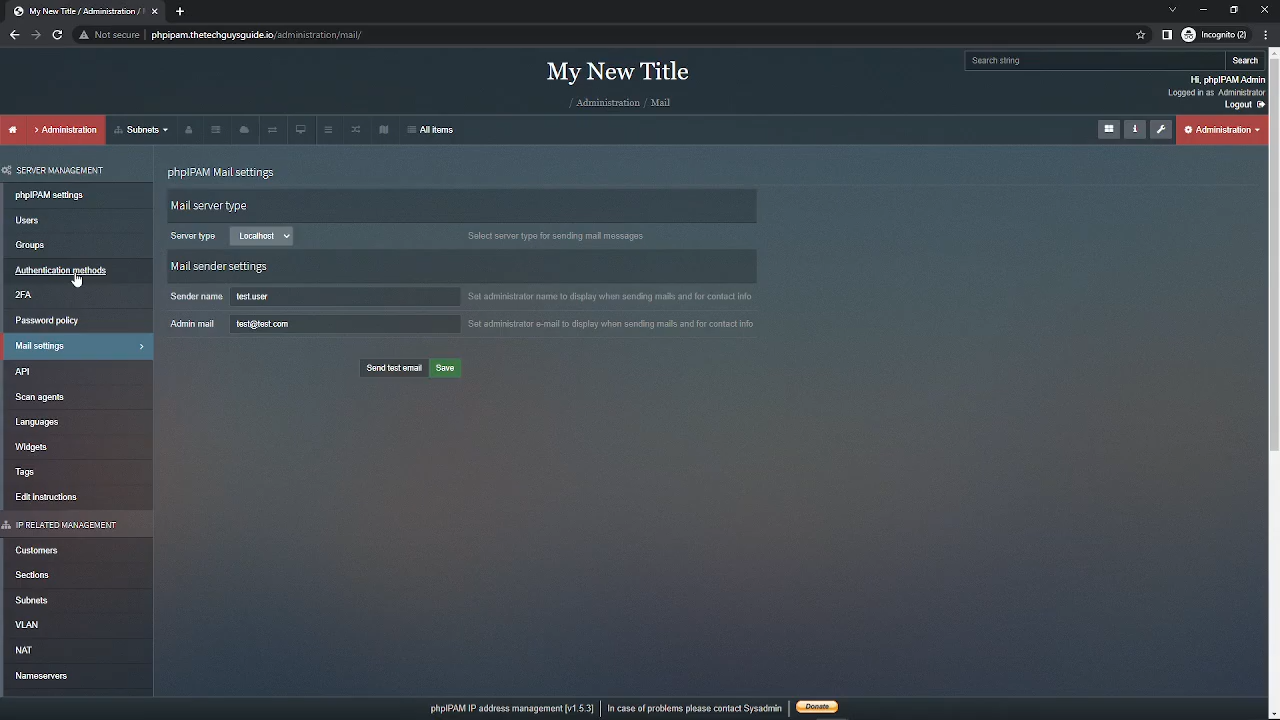 My New Title / Administration / I
Not secure
phpipam.thetechguysguide.io/administration/mail/
Incognito (2)
Search string
Search
My New Title
Hi, phpIPAM Admin
Logged in as Administrator
Logout
/ Administration / Mail
Administration
Subnets
All items
Administration
SERVER MANAGEMENT
phpIPAM settings
Users
Groups
Authentication methods
2FA
Password policy
Mail settings
API
Scan agents
Languages
Widgets
Tags
Edit Instructions
IP RELATED MANAGEMENT
Customers
Sections
Subnets
VLAN
NAT
Nameservers
phpIPAM Mail settings
Mail server type
Server type Localhost Select server type for sending mail messages
Mail sender settings
Sender name test.user Set administrator name to display when sending mails and for contact info
Admin mail test@test.com Set administrator e-mail to display when sending mails and for contact info
Send test email Save
phpIPAM IP address management [v1.5.3] In case of problems please contact Sysadmin Donate